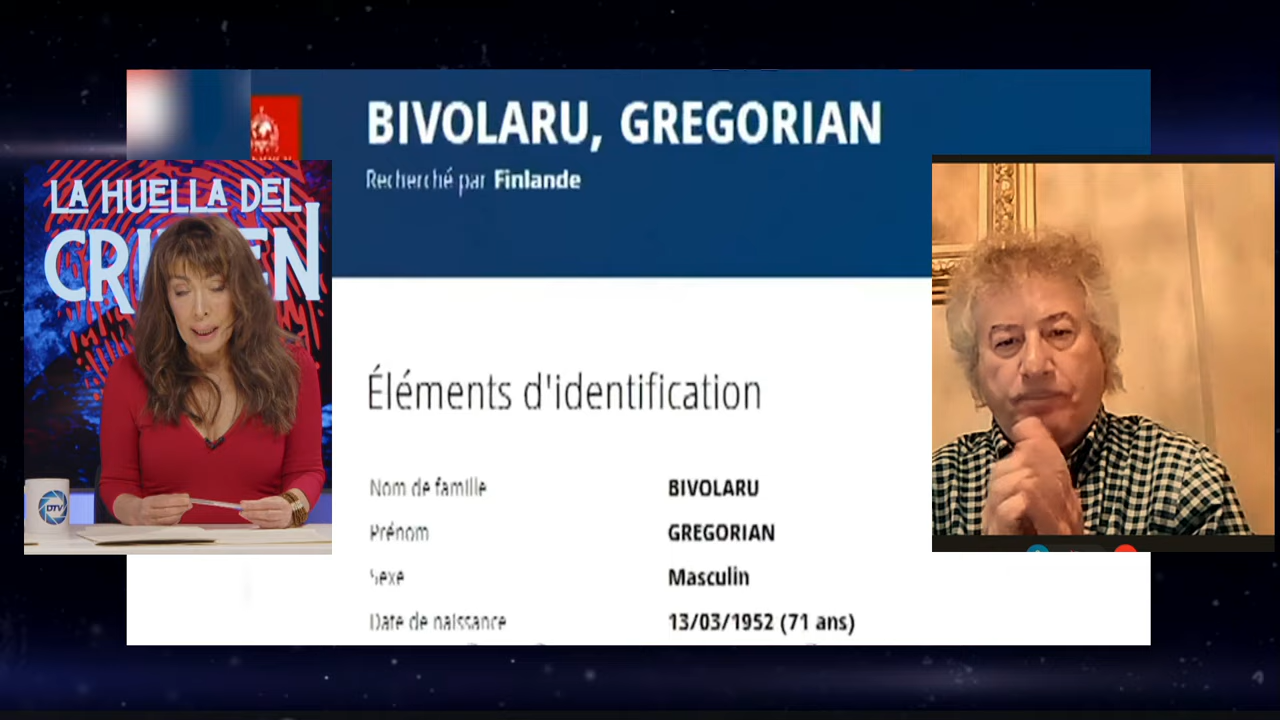 BIVOLARU, GREGORIAN
Recherché par Finlande
LA HUELLA DEL
Éléments d'identification
Nom de famille BIVOLARU
Prénom GREGORIAN
Sexe Masculin
Date de naissance 13/03/1952 (71 ans)
DTV